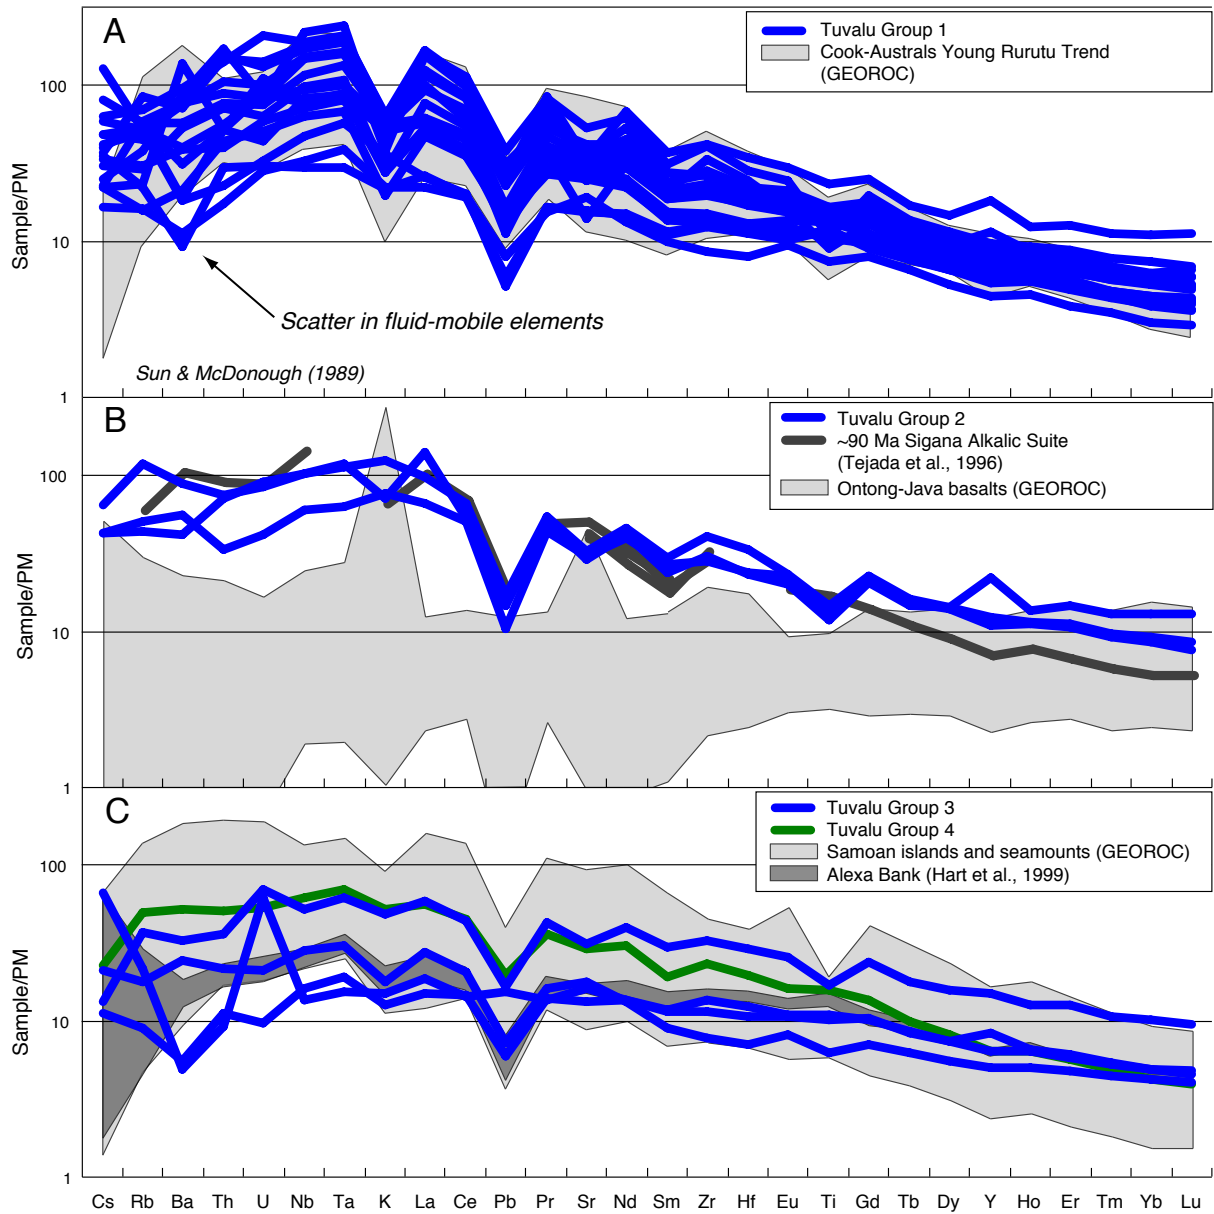 A
Tuvalu Group 1
Cook-Australs Young Rurutu Trend
(GEOROC)
100
Sample/PM
10
Scatter in fluid-mobile elements
Sun & McDonough (1989)
1
B
Tuvalu Group 2
~90 Ma Sigana Alkalic Suite
(Tejada et al., 1996)
Ontong-Java basalts (GEOROC)
100
Sample/PM
10
1
C
Tuvalu Group 3
Tuvalu Group 4
Samoan islands and seamounts (GEOROC)
Alexa Bank (Hart et al., 1999)
100
Sample/PM
10
1
Cs Rb Ba Th U Nb Ta K La Ce Pb Pr Sr Nd Sm Zr Hf Eu Ti Gd Tb Dy Y Ho Er Tm Yb Lu